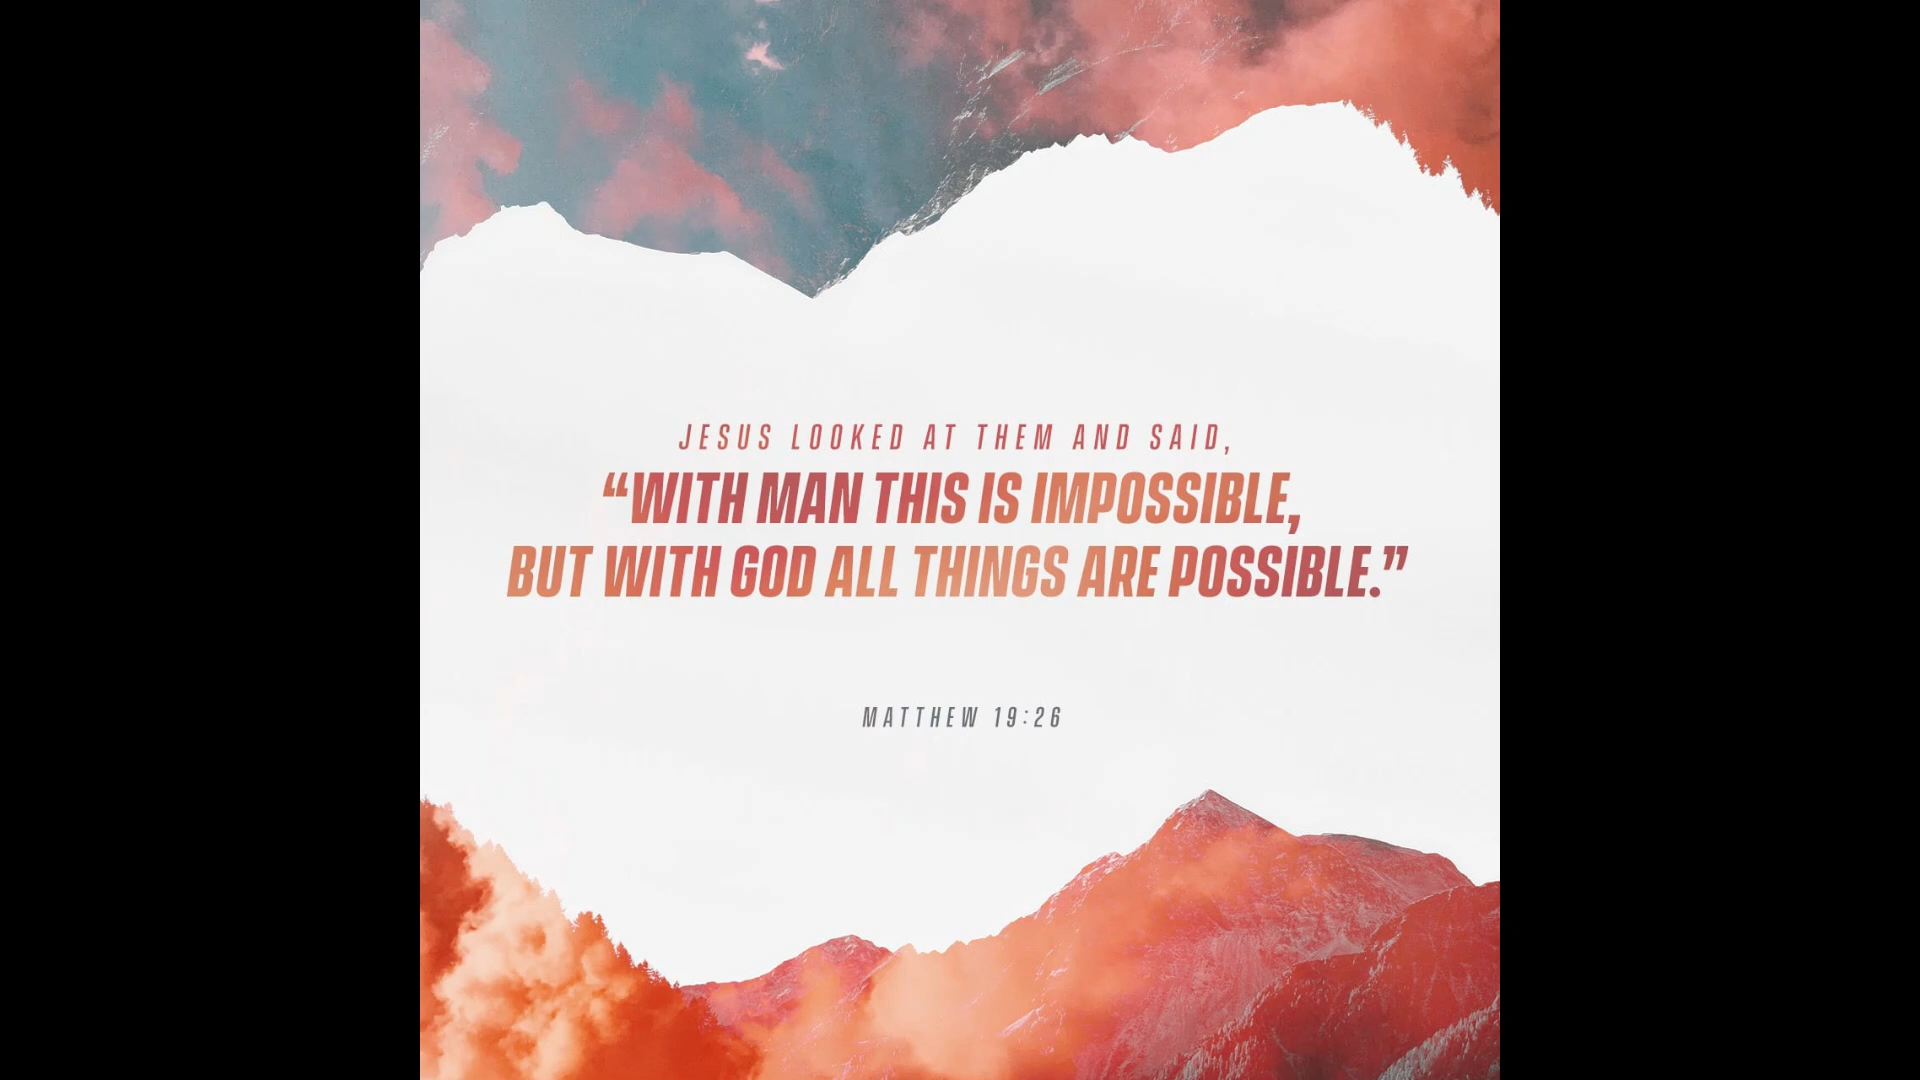 JESUS LOOKED AT THEM AND SAID,
“WITH MAN THIS IS IMPOSSIBLE,
BUT WITH GOD ALL THINGS ARE POSSIBLE.”
MATTHEW 19:26